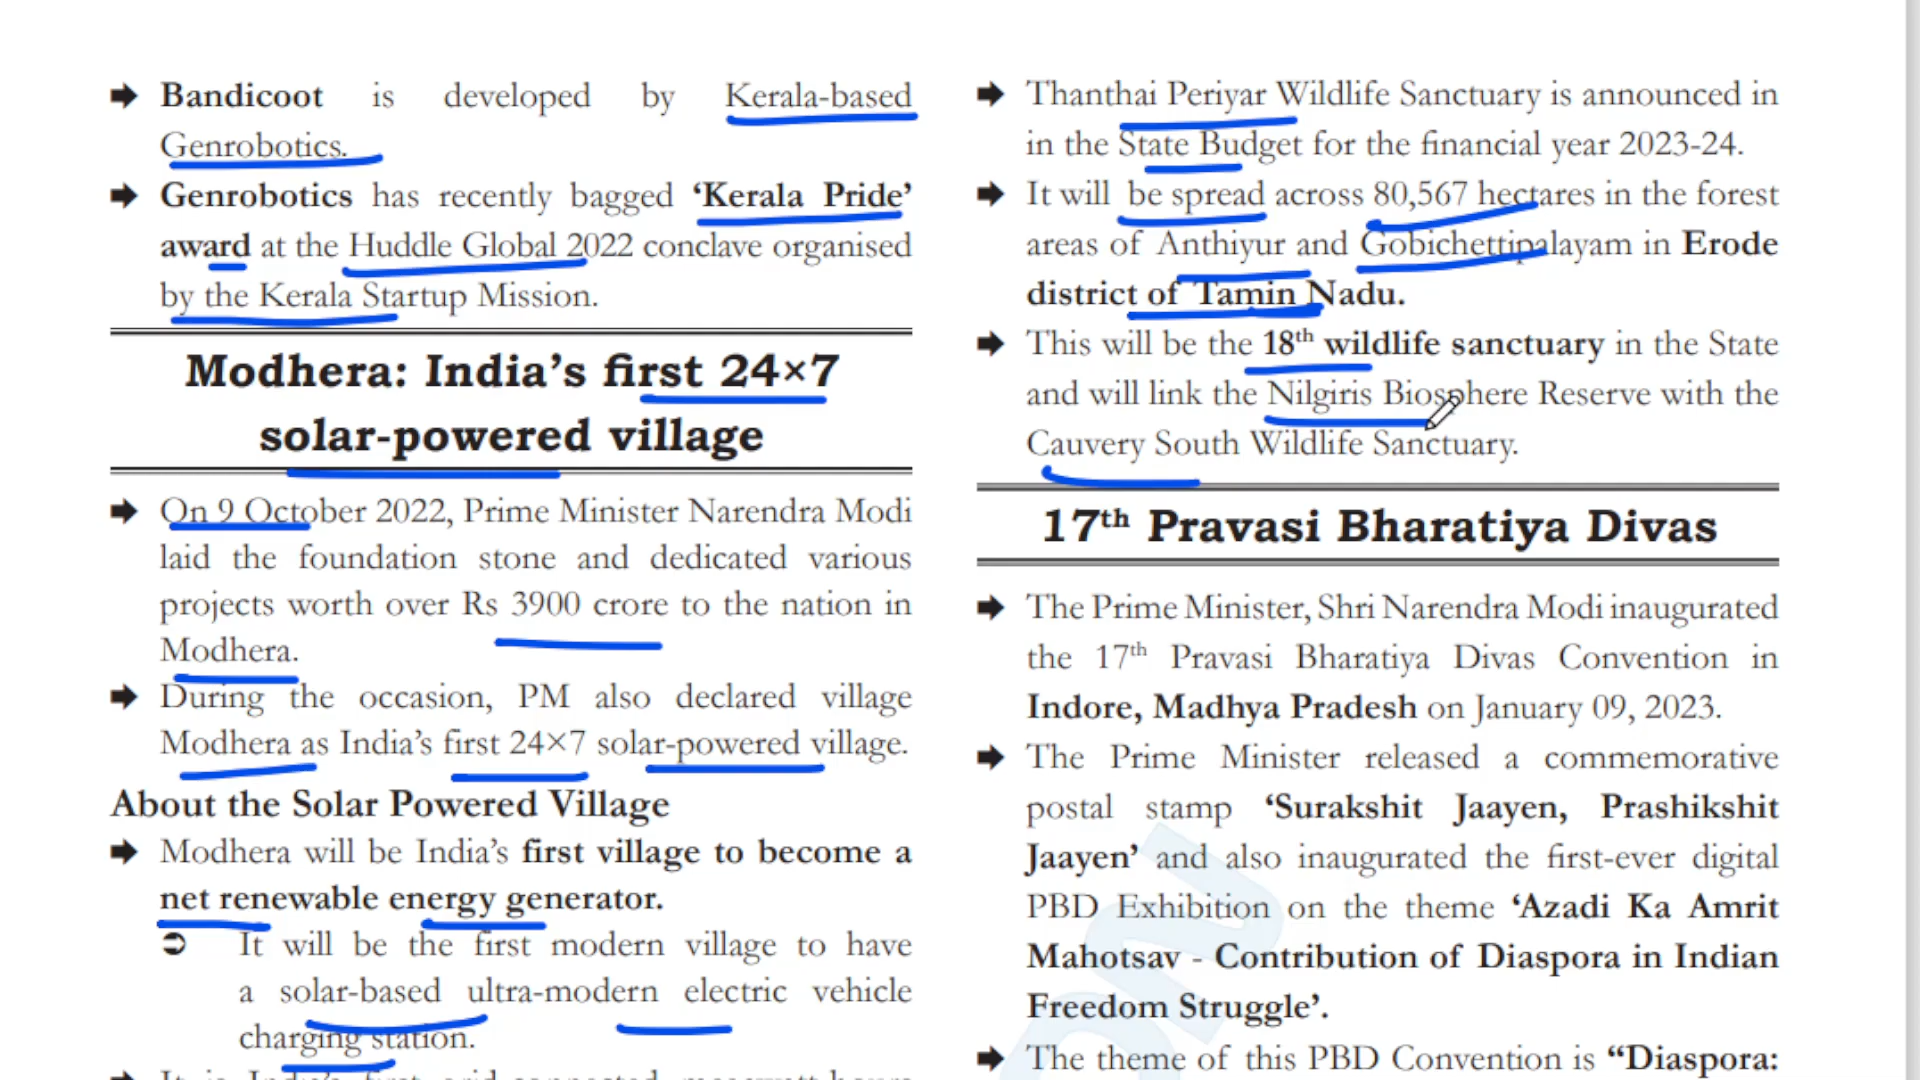 ➡ Bandicoot is developed by Kerala-based
Genrobotics.
➡ Genrobotics has recently bagged ‘Kerala Pride’
award at the Huddle Global 2022 conclave organised
by the Kerala Startup Mission.
Modhera: India’s first 24×7
solar-powered village
➡ On 9 October 2022, Prime Minister Narendra Modi
laid the foundation stone and dedicated various
projects worth over Rs 3900 crore to the nation in
Modhera.
➡ During the occasion, PM also declared village
Modhera as India’s first 24×7 solar-powered village.
About the Solar Powered Village
➡ Modhera will be India’s first village to become a
net renewable energy generator.
➲ It will be the first modern village to have
a solar-based ultra-modern electric vehicle
charging station.
➡ It is India’s first grid-connected megawatt-hours
➡ Thanthai Periyar Wildlife Sanctuary is announced in
in the State Budget for the financial year 2023-24.
➡ It will be spread across 80,567 hectares in the forest
areas of Anthiyur and Gobichettipalayam in Erode
district of Tamin Nadu.
➡ This will be the 18th wildlife sanctuary in the State
and will link the Nilgiris Biosphere Reserve with the
Cauvery South Wildlife Sanctuary.
17th Pravasi Bharatiya Divas
➡ The Prime Minister, Shri Narendra Modi inaugurated
the 17th Pravasi Bharatiya Divas Convention in
Indore, Madhya Pradesh on January 09, 2023.
➡ The Prime Minister released a commemorative
postal stamp ‘Surakshit Jaayen, Prashikshit
Jaayen’ and also inaugurated the first-ever digital
PBD Exhibition on the theme ‘Azadi Ka Amrit
Mahotsav - Contribution of Diaspora in Indian
Freedom Struggle’.
➡ The theme of this PBD Convention is “Diaspora: